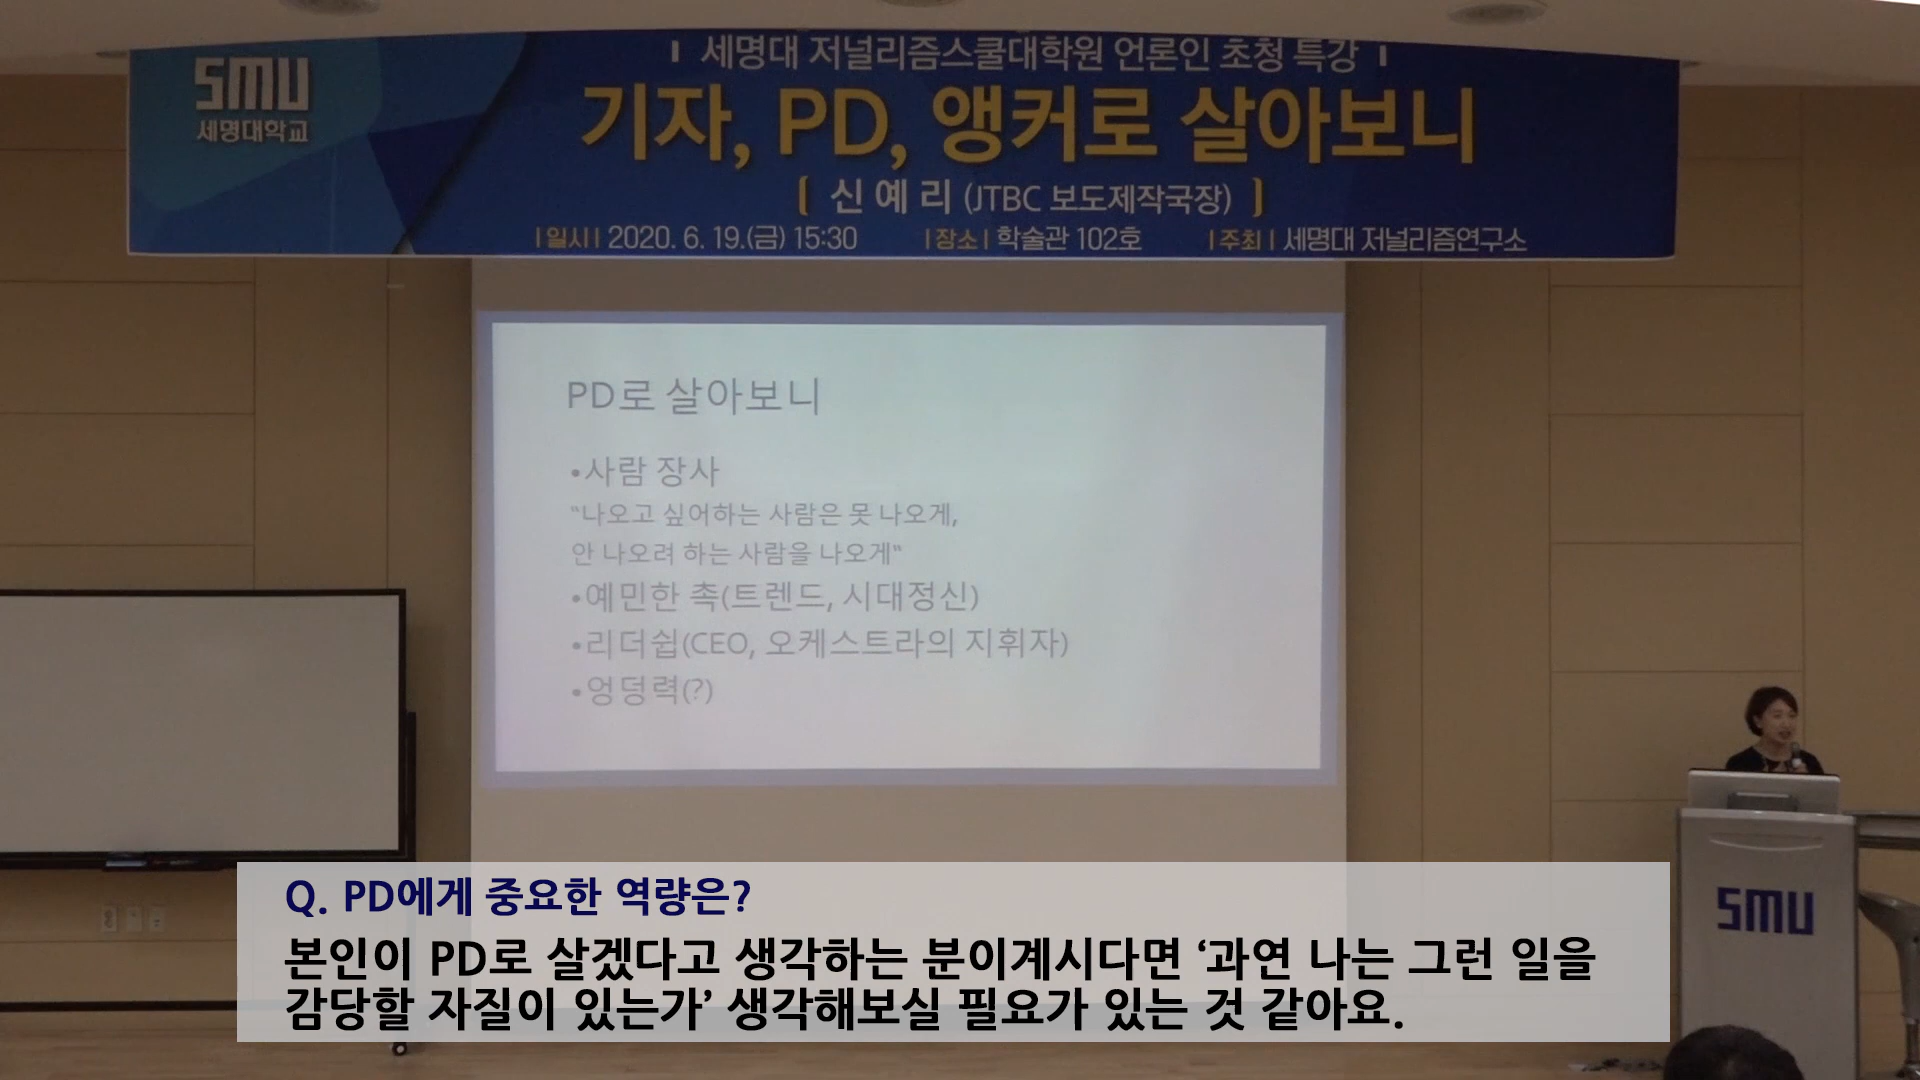 SMU
세명대학교
세명대 저널리즘스쿨대학원 언론인 초청 특강
기자, PD, 앵커로 살아보니
[ 신예리 (JTBC 보도제작국장) ]
|일시| 2020. 6. 19.(금) 15:30 |장소| 학술관 102호 |주최| 세명대 저널리즘연구소
PD로 살아보니
•사람 장사
"나오고 싶어하는 사람은 못 나오게,
안 나오려 하는 사람을 나오게"
•예민한 촉(트렌드, 시대정신)
•리더쉽(CEO, 오케스트라의 지휘자)
•엉덩력(?)
SMU
Q. PD에게 중요한 역량은?
본인이 PD로 살겠다고 생각하는 분이계시다면 ‘과연 나는 그런 일을
감당할 자질이 있는가’ 생각해보실 필요가 있는 것 같아요.